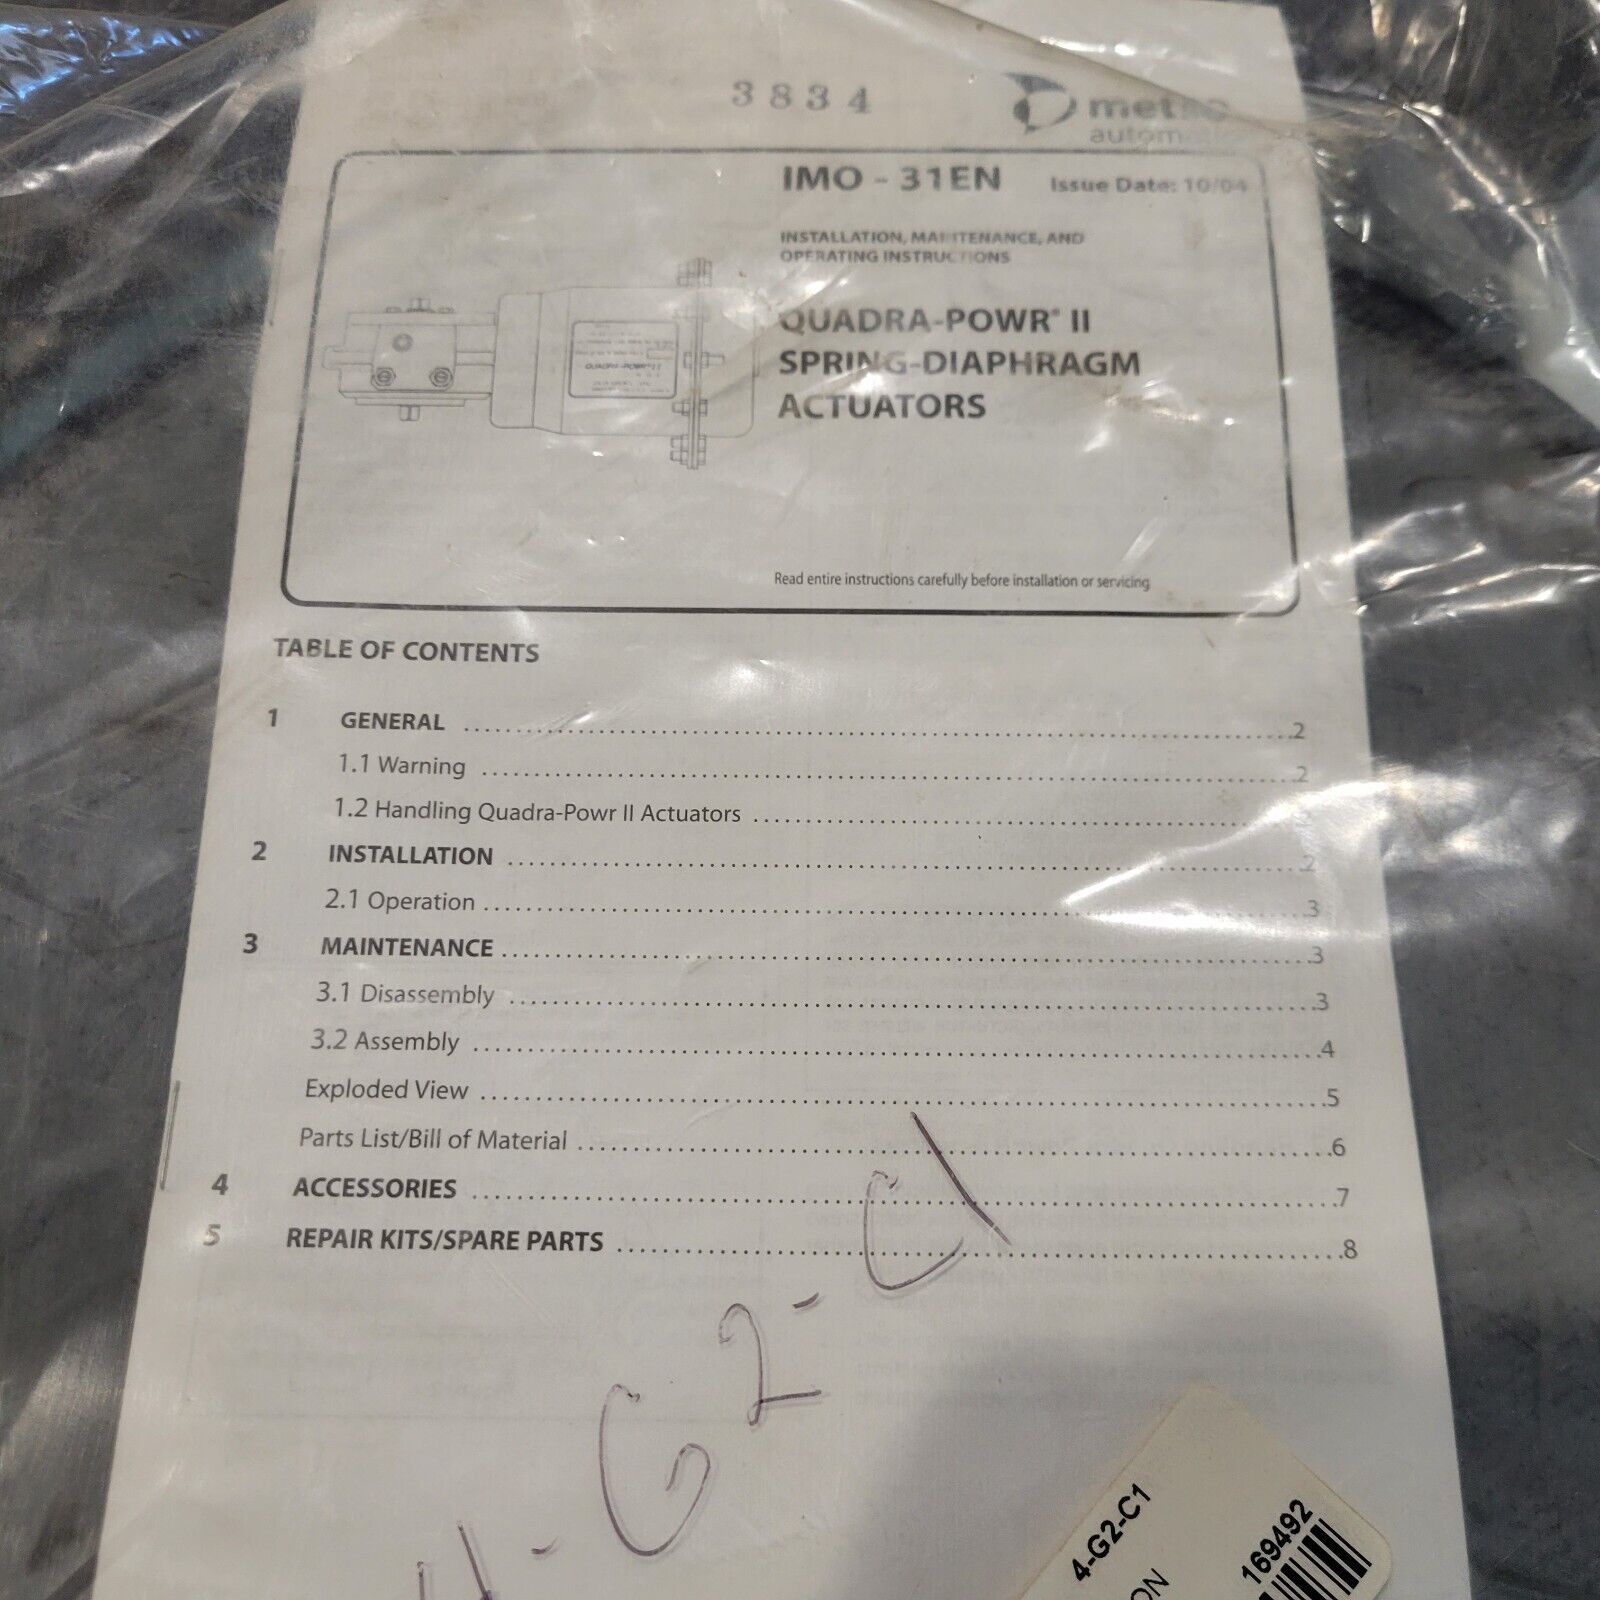 3834
metso
automation
IMO - 31EN Issue Date: 10/04
INSTALLATION, MAINTENANCE, AND
OPERATING INSTRUCTIONS
QUADRA-POWR® II
SPRING-DIAPHRAGM
ACTUATORS
Read entire instructions carefully before installation or servicing
TABLE OF CONTENTS
1 GENERAL 2
1.1 Warning 2
1.2 Handling Quadra-Powr II Actuators
2 INSTALLATION 2
2.1 Operation 3
3 MAINTENANCE 3
3.1 Disassembly 3
3.2 Assembly 4
Exploded View 5
Parts List/Bill of Material 6
4 ACCESSORIES 7
5 REPAIR KITS/SPARE PARTS 8
4-G2-C1
4-G2-C1
169492